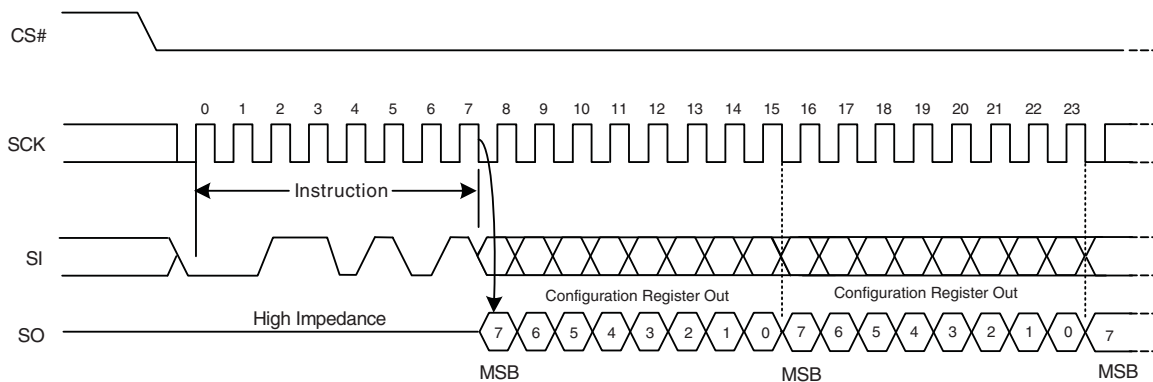 CS#
0 1 2 3 4 5 6 7 8 9 10 11 12 13 14 15 16 17 18 19 20 21 22 23
SCK
Instruction
SI
Configuration Register Out Configuration Register Out
High Impedance
SO 7 6 5 4 3 2 1 0 7 6 5 4 3 2 1 0 7
MSB MSB MSB